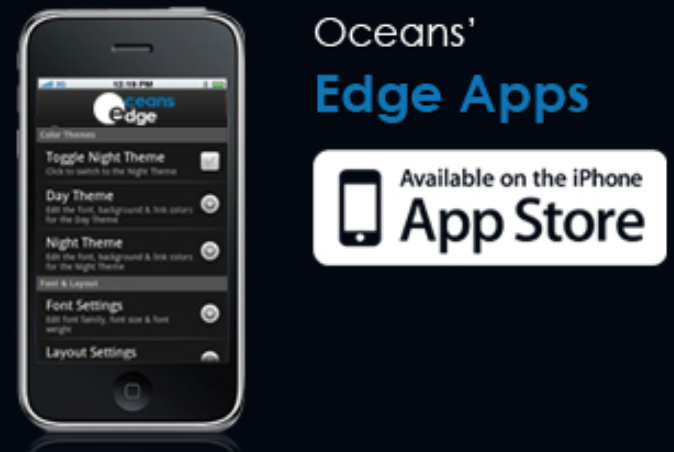 Oceans’
Edge Apps
Available on the iPhone
App Store
12:18 PM
oceans
edge
Color Themes
Toggle Night Theme
Click to switch to the Night Theme
Day Theme
Edit the font, background & link colors
for the Day Theme
Night Theme
Edit the font, background & link colors
for the Night Theme
Font & Layout
Font Settings
Edit font family, font size & font
weight
Layout Settings